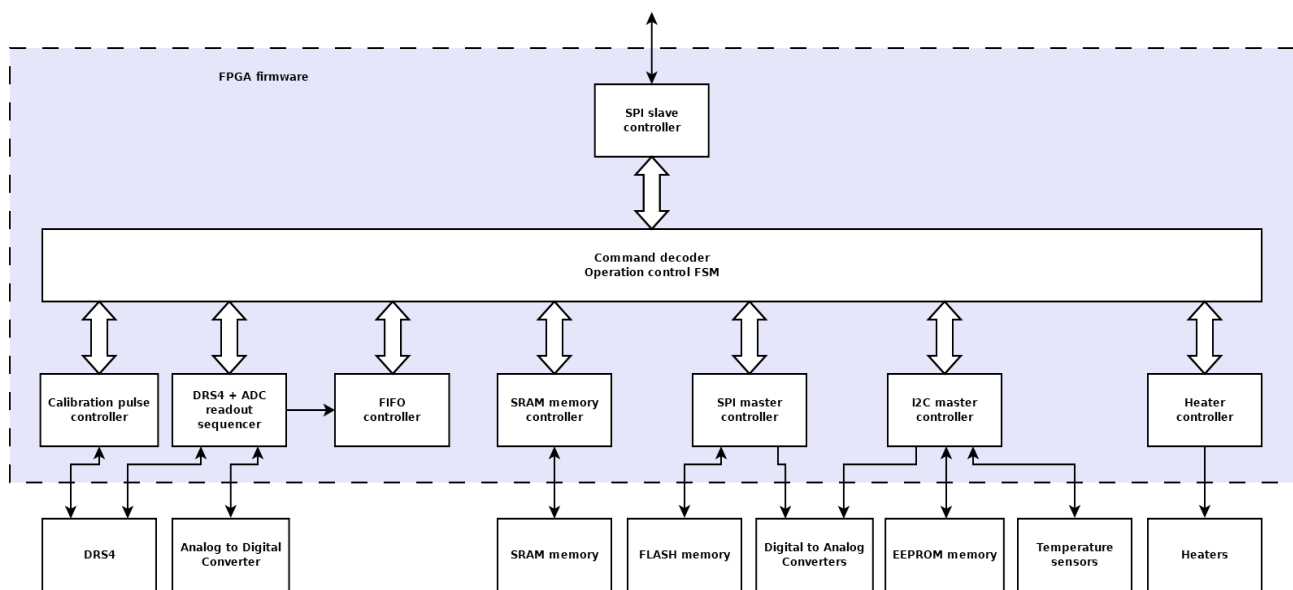 FPGA firmware
SPI slave
controller
Command decoder
Operation control FSM
Calibration pulse
controller
DRS4 + ADC
readout
sequencer
FIFO
controller
SRAM memory
controller
SPI master
controller
I2C master
controller
Heater
controller
DRS4
Analog to Digital
Converter
SRAM memory
FLASH memory
Digital to Analog
Converters
EEPROM memory
Temperature
sensors
Heaters